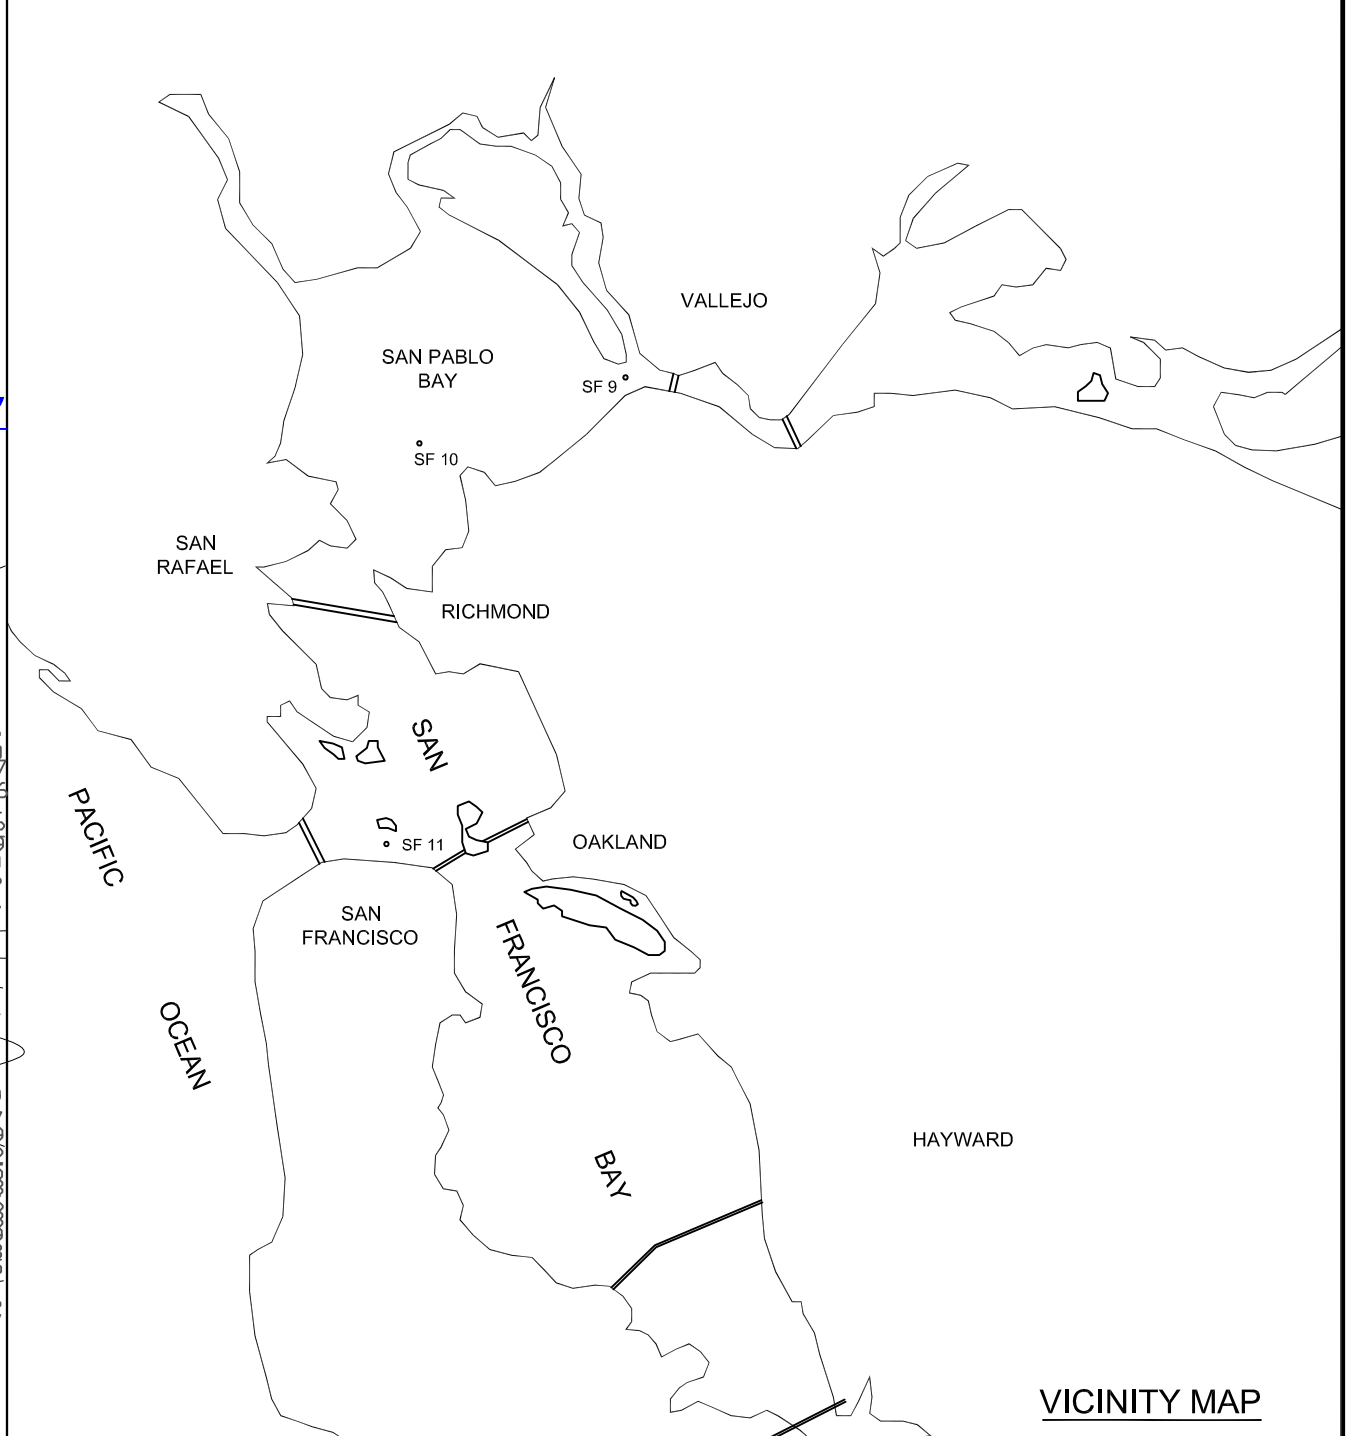 VALLEJO
SAN PABLO
BAY
SF 9
SF 10
SAN
RAFAEL
RICHMOND
SAN
PACIFIC
SF 11
OAKLAND
SAN
FRANCISCO
FRANCISCO
OCEAN
HAYWARD
BAY
VICINITY MAP